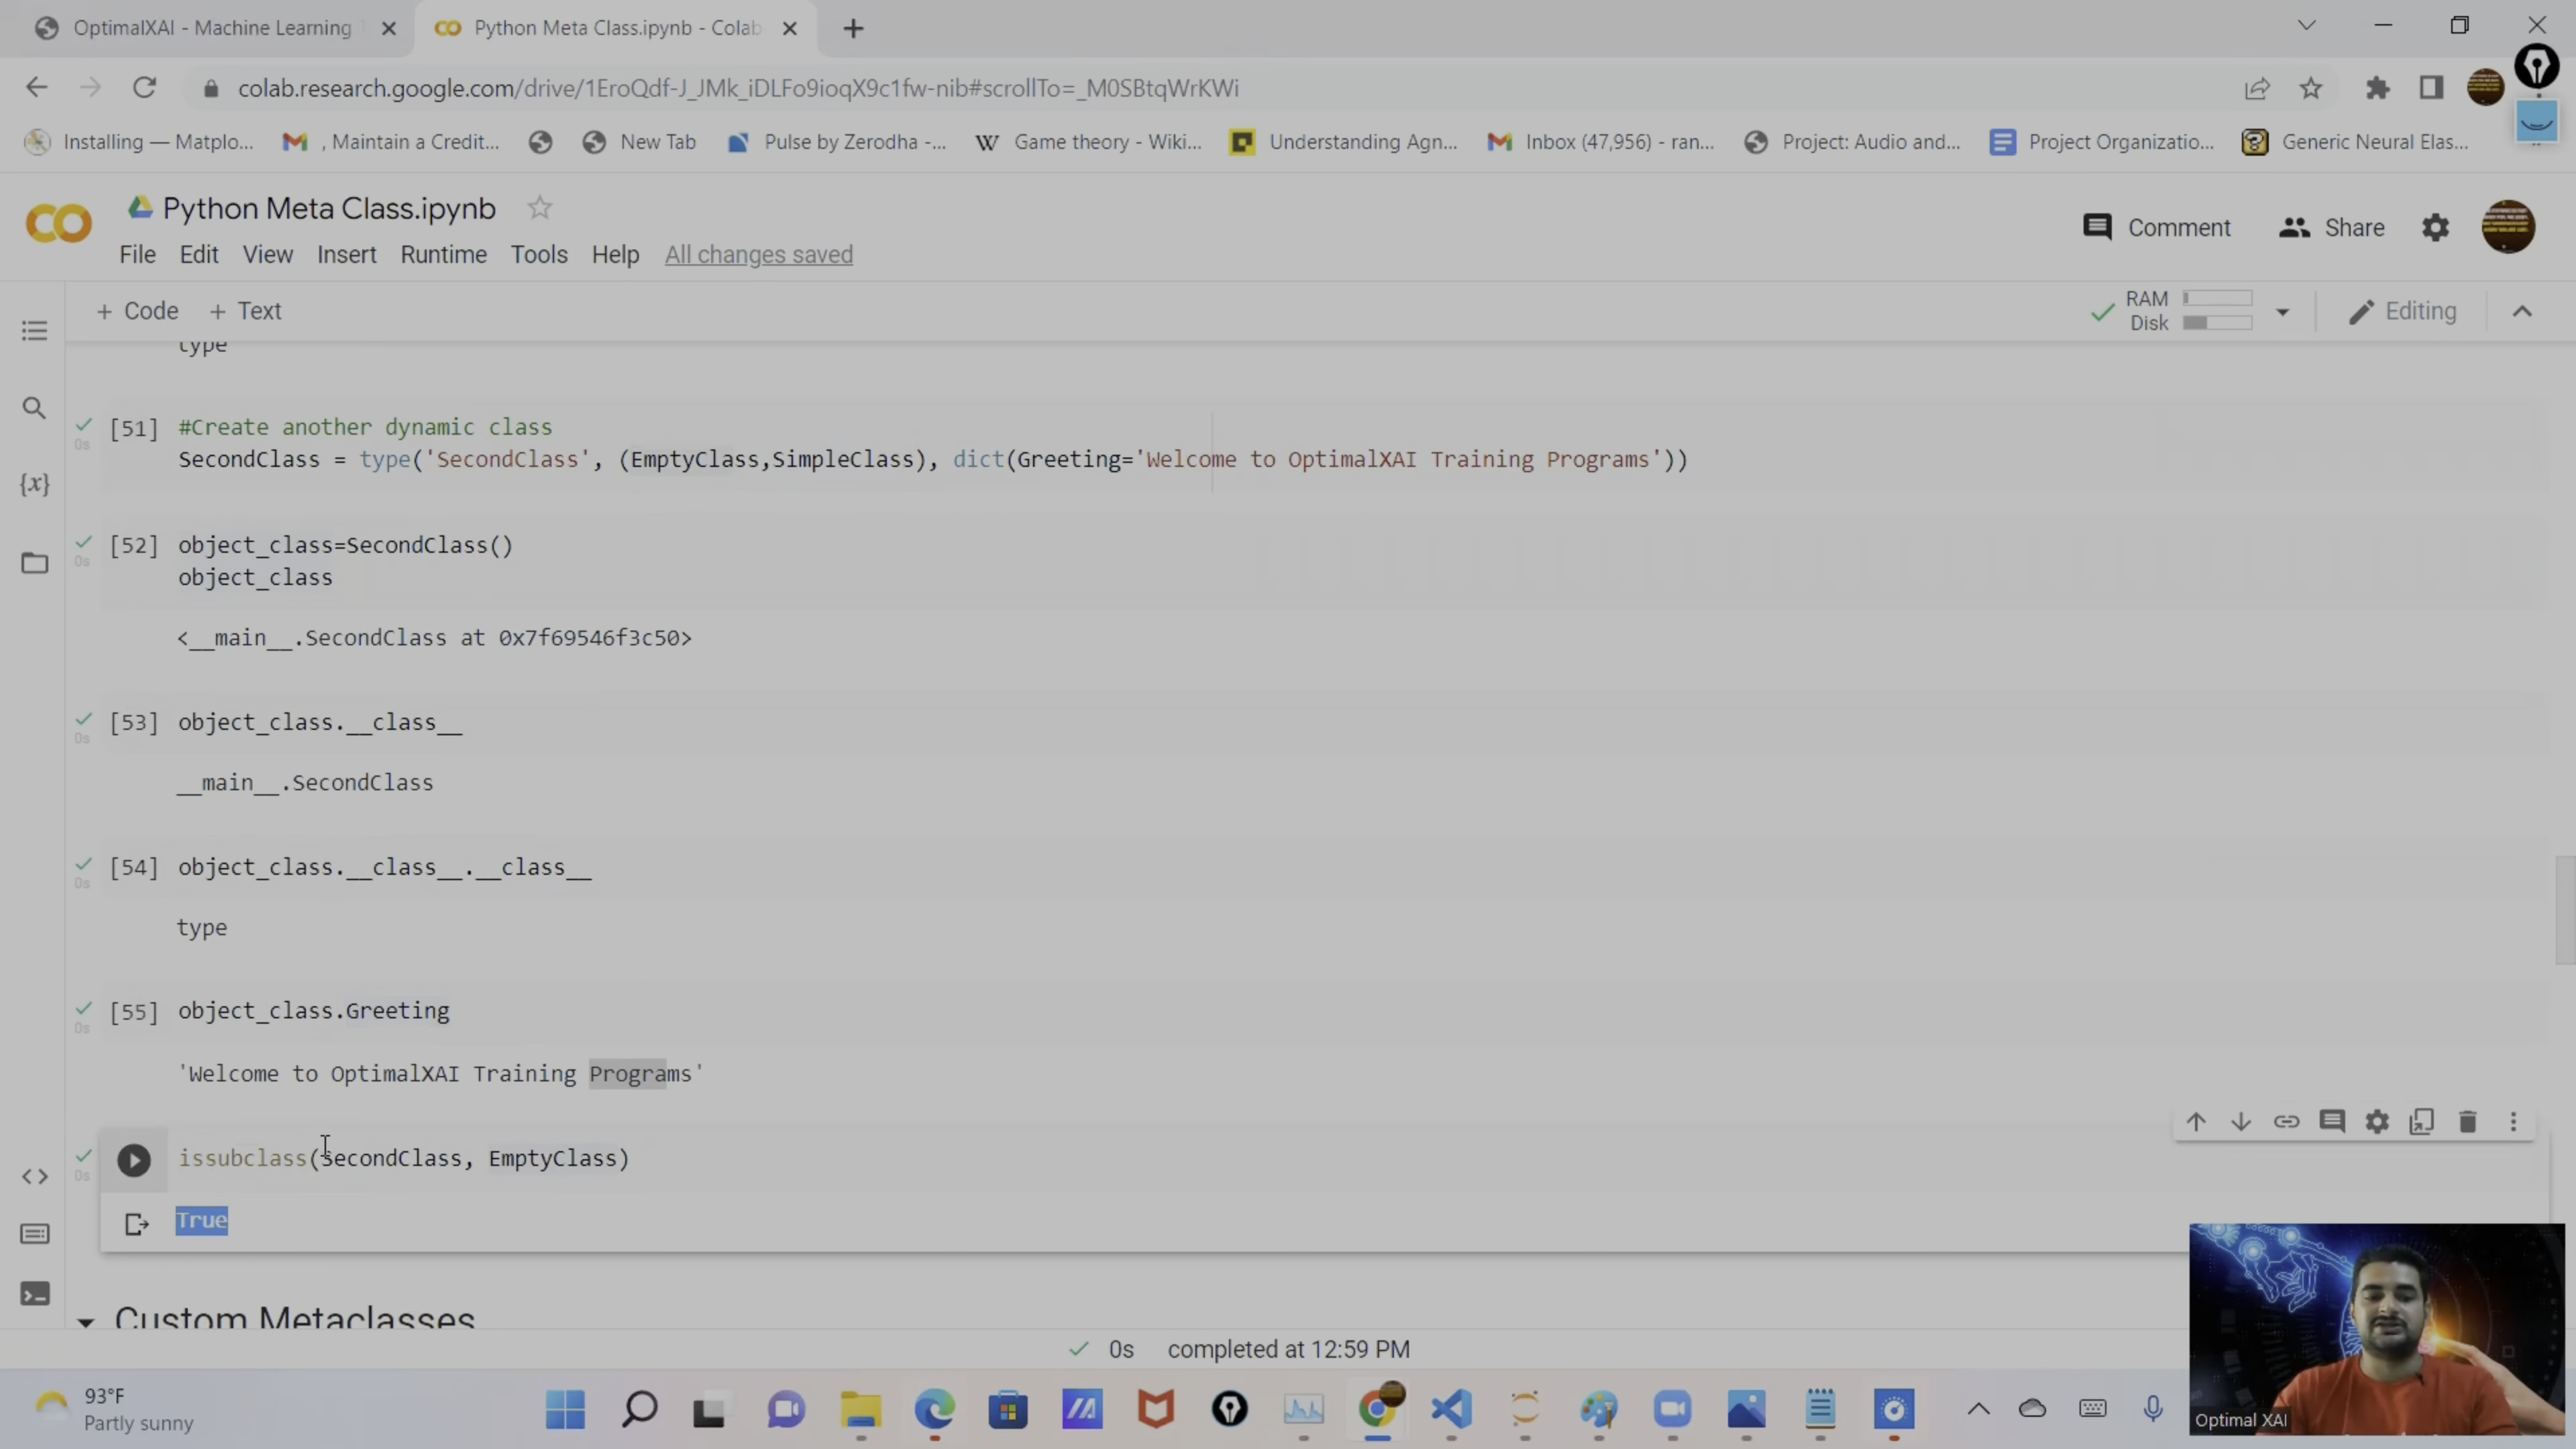 OptimalXAI - Machine Learning
Python Meta Class.ipynb - Colab
colab.research.google.com/drive/1EroQdf-J_JMk_iDLFo9ioqX9c1fw-nib#scrollTo=_M0SBtqWrKWi
Installing — Matplo...
, Maintain a Credit...
New Tab
Pulse by Zerodha -...
Game theory - Wiki...
Understanding Agn...
Inbox (47,956) - ran...
Project: Audio and...
Project Organizatio...
Generic Neural Elas...
Python Meta Class.ipynb
Comment
Share
File Edit View Insert Runtime Tools Help All changes saved
+ Code + Text
RAM
Disk
Editing
type
[51] #Create another dynamic class
0s
SecondClass = type('SecondClass', (EmptyClass,SimpleClass), dict(Greeting='Welcome to OptimalXAI Training Programs'))
[52] object_class=SecondClass()
0s
object_class
<__main__.SecondClass at 0x7f69546f3c50>
[53] object_class.__class__
0s
__main__.SecondClass
[54] object_class.__class__.__class__
0s
type
[55] object_class.Greeting
0s
'Welcome to OptimalXAI Training Programs'
issubclass(SecondClass, EmptyClass)
0s
True
Custom Metaclasses
0s completed at 12:59 PM
93°F
Partly sunny
Optimal XAI